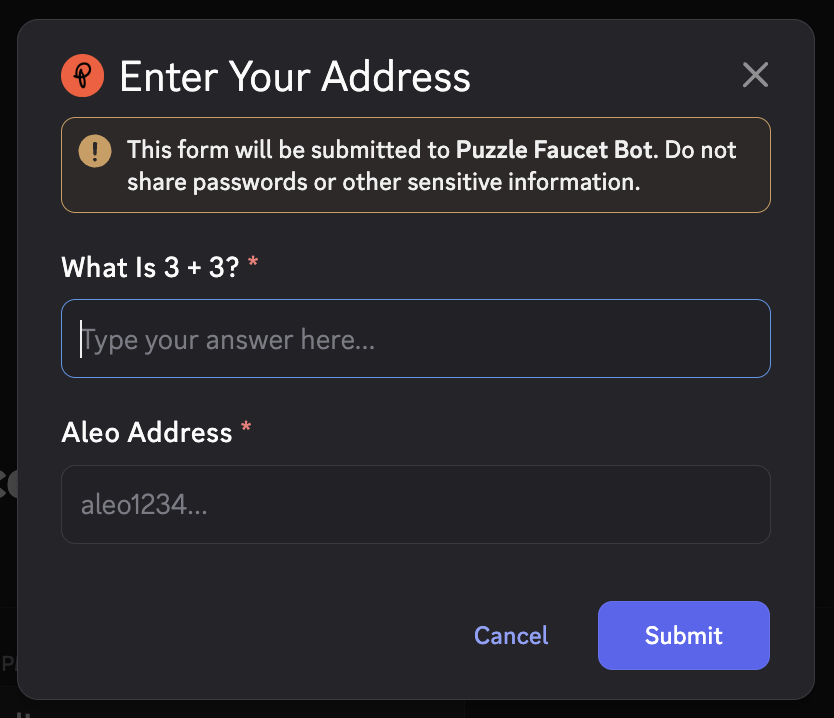 Enter Your Address
This form will be submitted to Puzzle Faucet Bot. Do not
share passwords or other sensitive information.
What Is 3 + 3? *
Type your answer here...
Aleo Address *
aleo1234...
Cancel
Submit